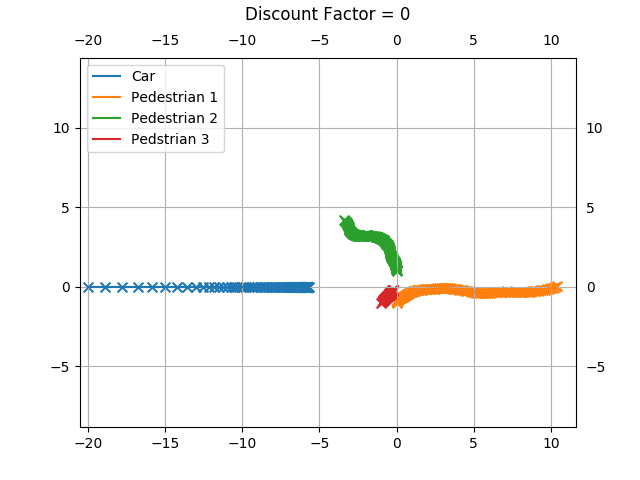 Discount Factor = 0
−20 −15 −10 −5 0 5 10
Car
Pedestrian 1
Pedestrian 2
Pedstrian 3
10 10
5 5
0 0
−5 −5
−20 −15 −10 −5 0 5 10